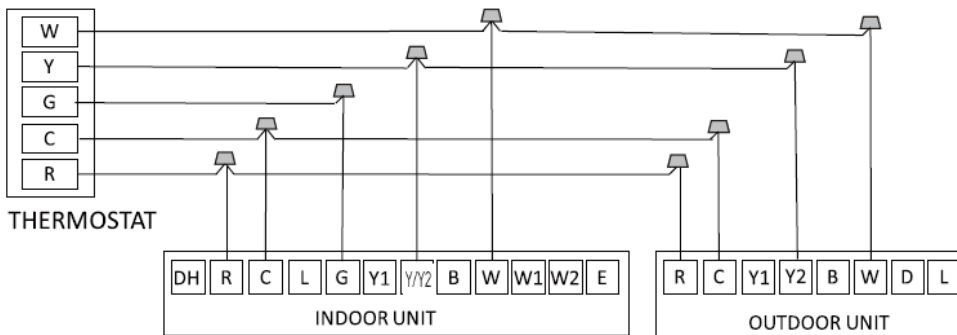 W
Y
G
C
R
THERMOSTAT
DH R C L G Y1 Y/Y2 B W W1 W2 E
INDOOR UNIT
R C Y1 Y2 B W D L
OUTDOOR UNIT